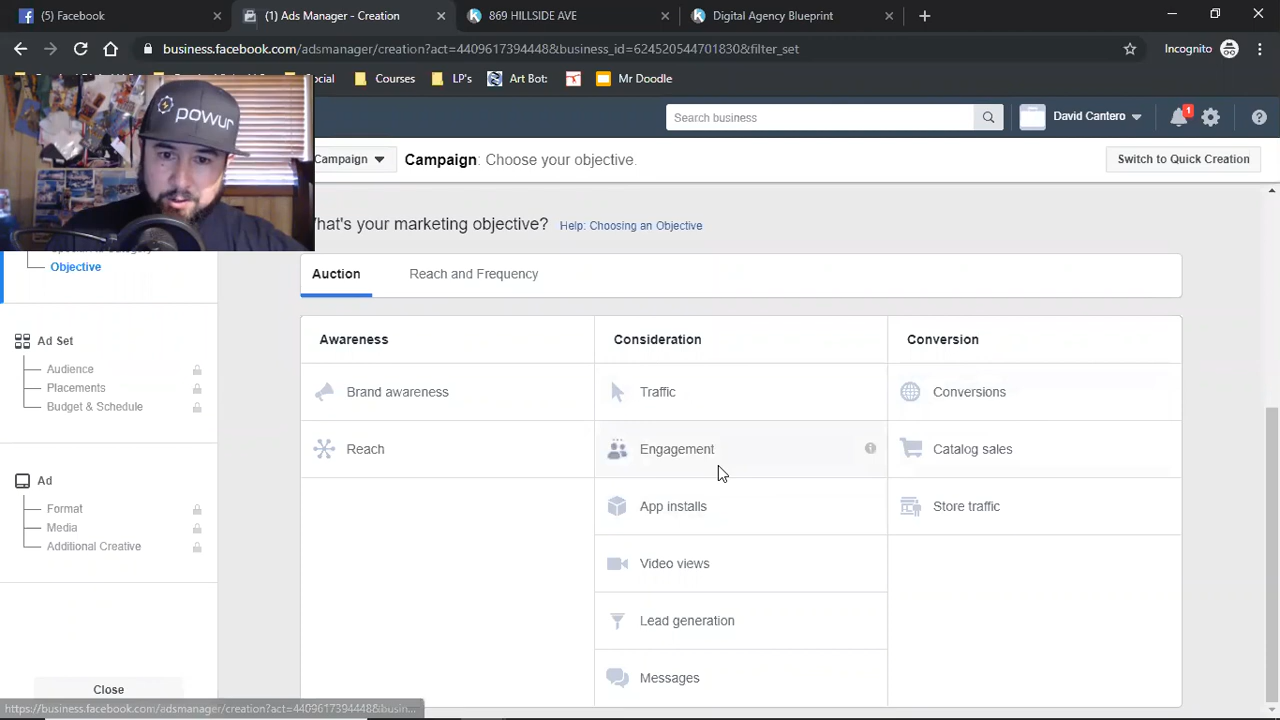 (5) Facebook
(1) Ads Manager - Creation
869 HILLSIDE AVE
Digital Agency Blueprint
business.facebook.com/adsmanager/creation?act=4409617394448&business_id=624520544701830&filter_set
Incognito
Courses
LP's
Art Bot:
Mr Doodle
powur
Search business
David Cantero
1
Campaign
Campaign: Choose your objective.
Switch to Quick Creation
What's your marketing objective? Help: Choosing an Objective
Objective
Auction
Reach and Frequency
Awareness
Consideration
Conversion
Ad Set
Audience
Placements
Budget & Schedule
Brand awareness
Traffic
Conversions
Reach
Engagement
Catalog sales
Ad
Format
Media
Additional Creative
App installs
Store traffic
Video views
Lead generation
Messages
Close
https://business.facebook.com/adsmanager/creation?act=4409617394448&busin...